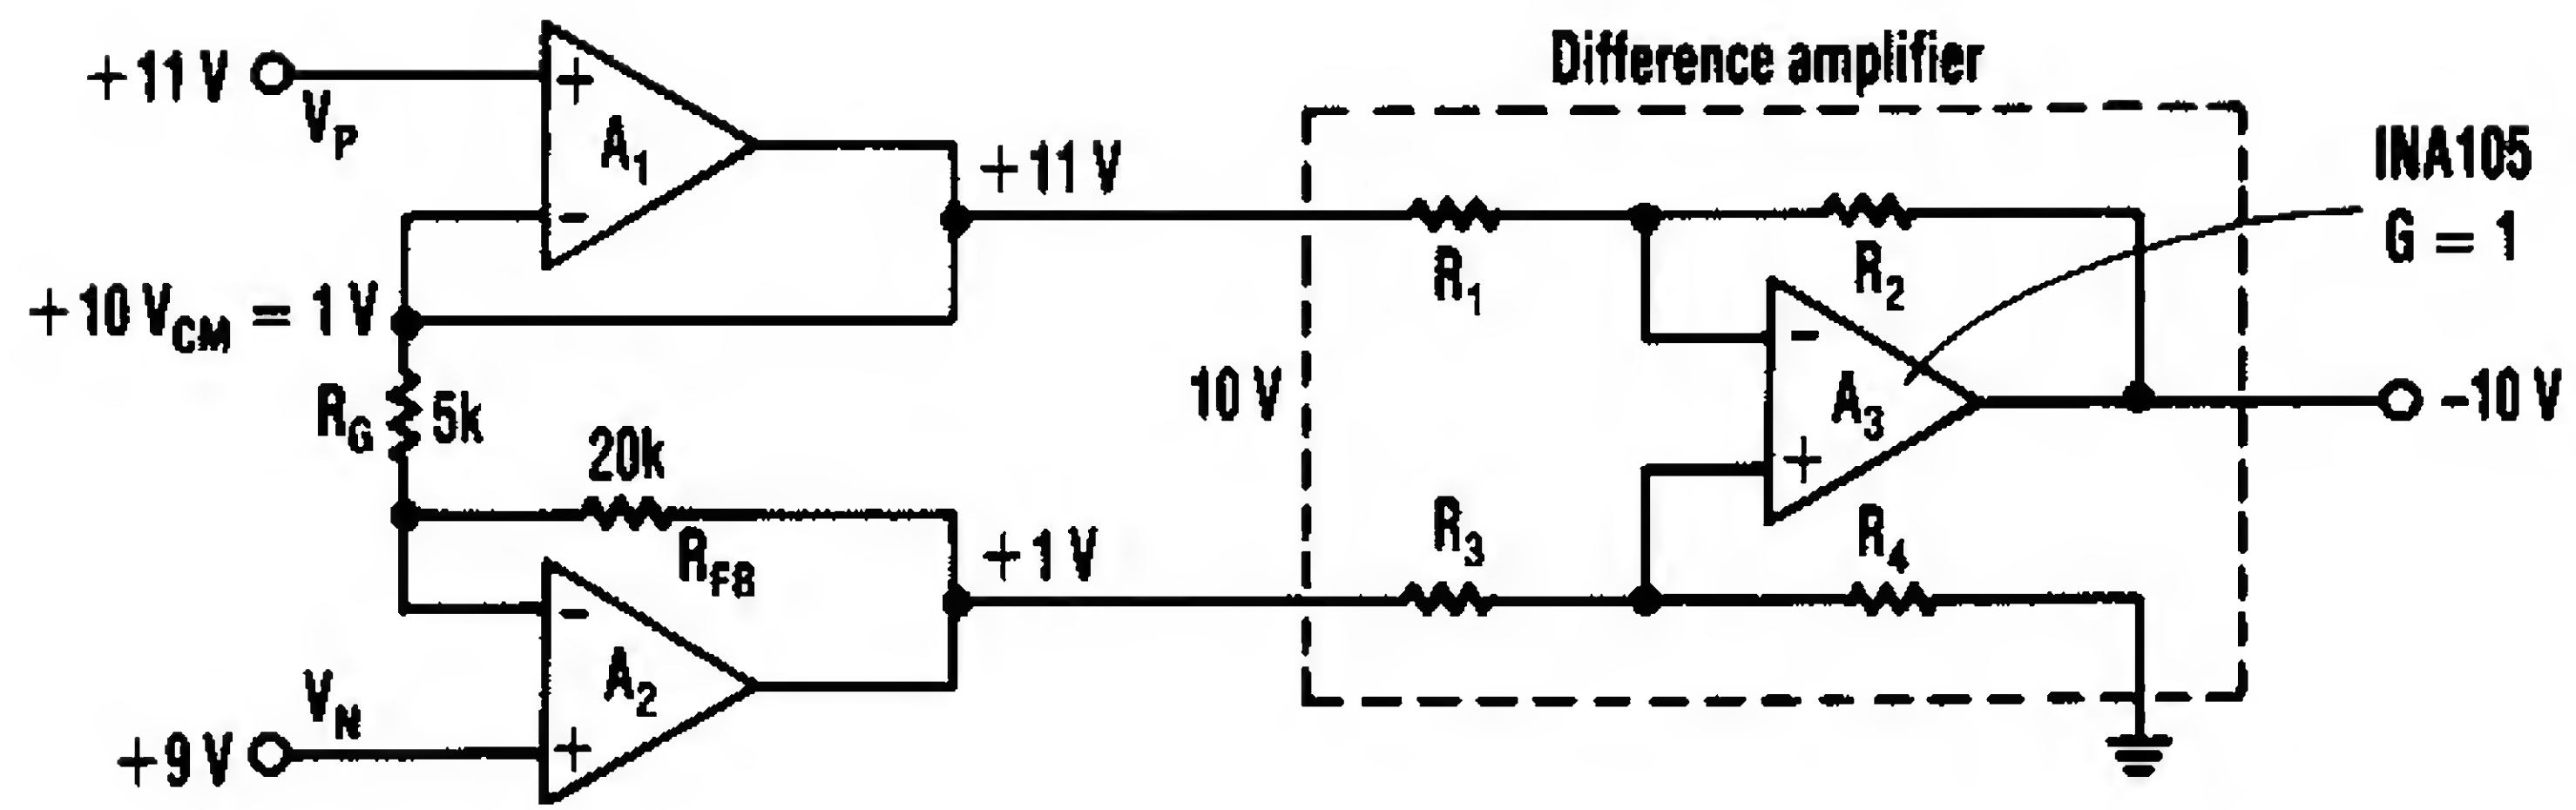 Difference amplifier
+11 V
V_P
+
A_1
−
+11 V
INA105
G = 1
R_1
R_2
+10 V_CM = 1 V
R_G
5k
10 V
−
A_3
+
−10 V
20k
R_FB
+1 V
R_3
R_4
−
A_2
+
V_N
+9 V